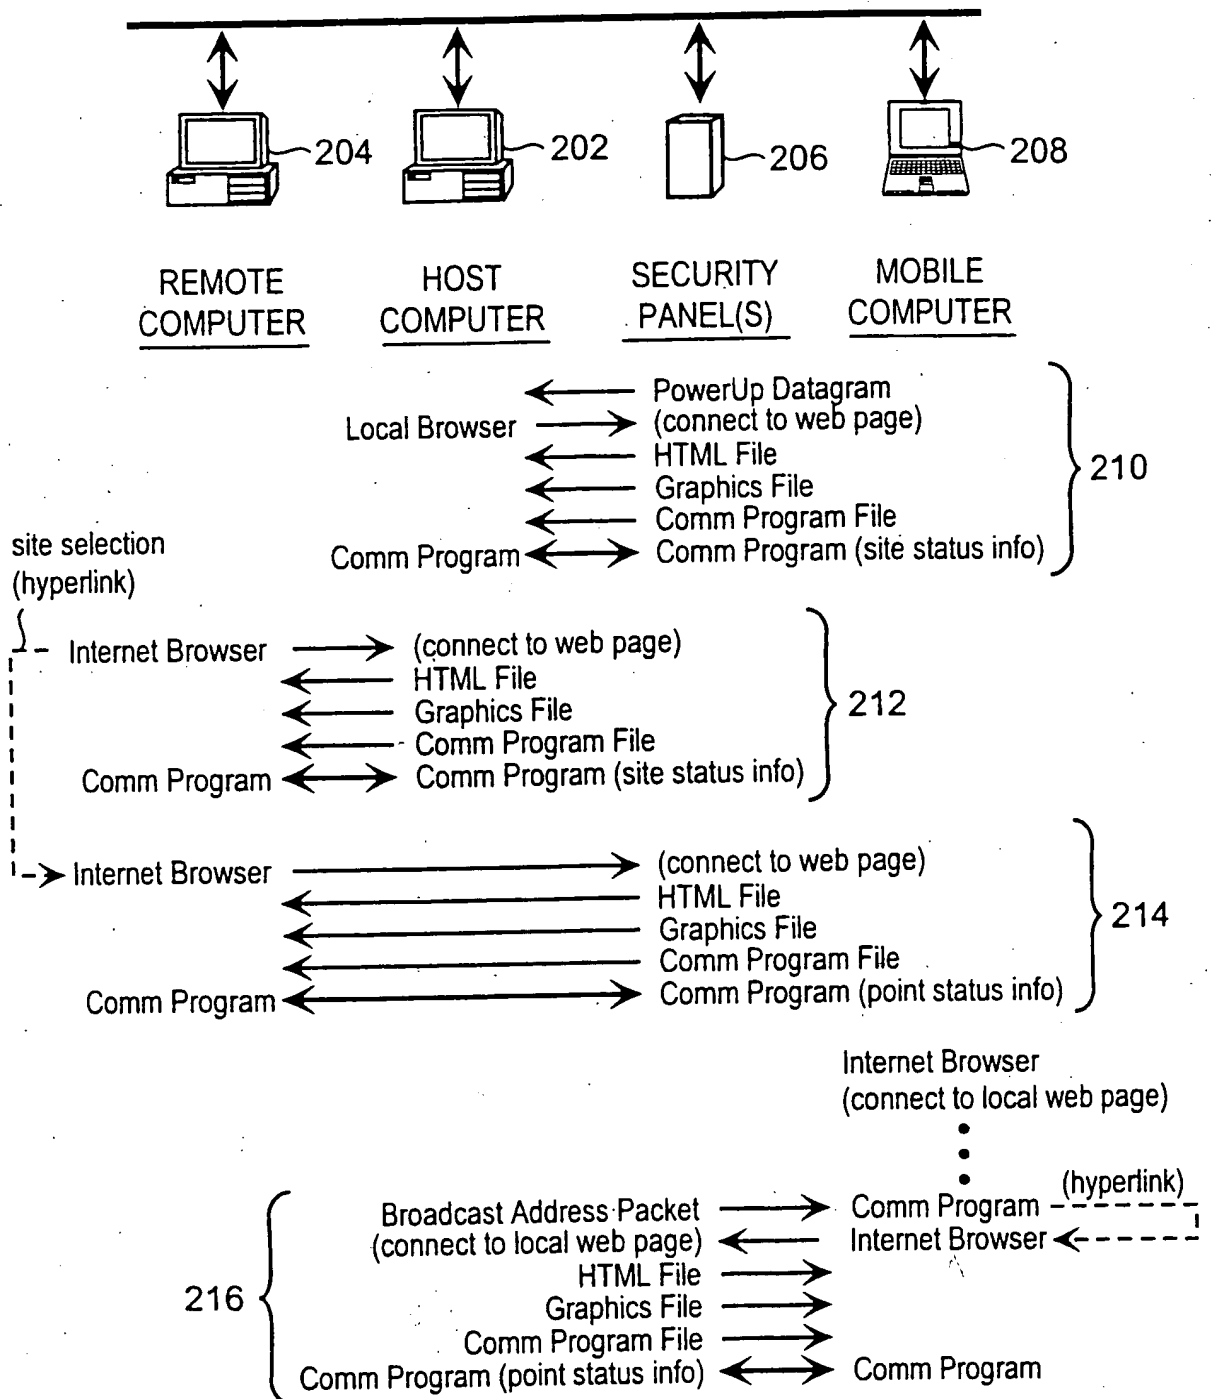 204
202
206
208
REMOTE
COMPUTER
HOST
COMPUTER
SECURITY
PANEL(S)
MOBILE
COMPUTER
PowerUp Datagram
Local Browser
(connect to web page)
HTML File
Graphics File
Comm Program File
Comm Program
Comm Program (site status info)
210
site selection
(hyperlink)
Internet Browser
(connect to web page)
HTML File
Graphics File
Comm Program File
Comm Program
Comm Program (site status info)
212
Internet Browser
(connect to web page)
HTML File
Graphics File
Comm Program File
Comm Program
Comm Program (point status info)
214
Internet Browser
(connect to local web page)
Broadcast Address Packet
Comm Program
(hyperlink)
(connect to local web page)
Internet Browser
HTML File
Graphics File
Comm Program File
Comm Program (point status info)
Comm Program
216